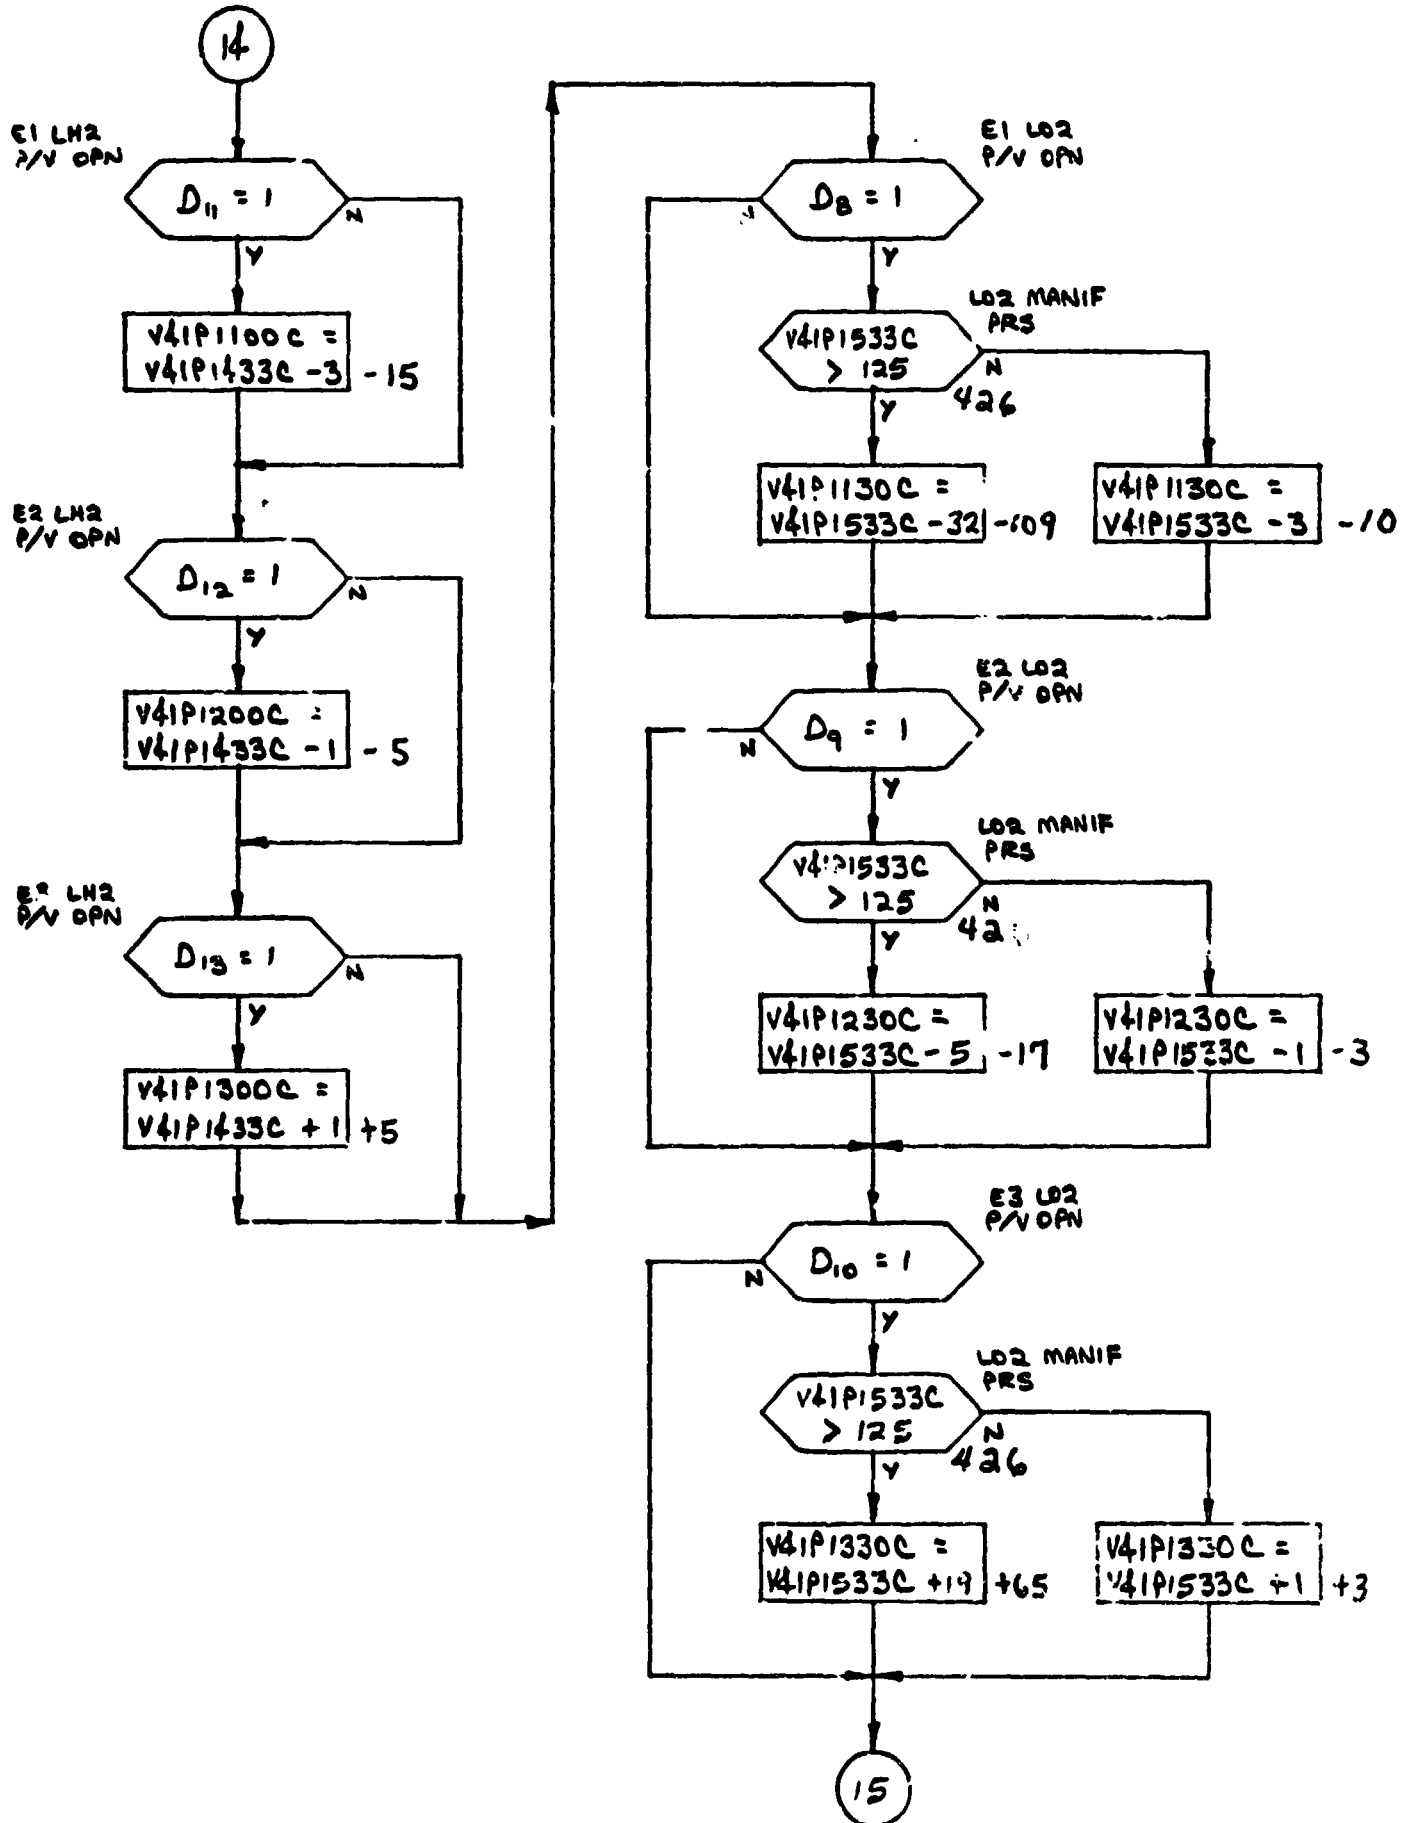 14
E1 LH2
P/V OPN
D11 = 1
N
Y
V41P1100C =
V41P1433C -3 -15
E2 LH2
P/V OPN
D12 = 1
N
Y
V41P1200C =
V41P1433C -1 -5
LH2
P/V OPN
D13 = 1
N
Y
V41P1300C =
V41P1433C +1 +5
E1 LO2
P/V OPN
D8 = 1
N
Y
LO2 MANIF
PRS
V41P1533C
> 125
N
426
Y
V41P1130C =
V41P1533C -32 -109
V41P1130C =
V41P1533C -3 -10
E2 LO2
P/V OPN
D9 = 1
N
Y
LO2 MANIF
PRS
V41P1533C
> 125
N
Y
V41P1230C =
V41P1533C -5 -17
V41P1230C =
V41P1533C -1 -3
E3 LO2
P/V OPN
D10 = 1
N
Y
LO2 MANIF
PRS
V41P1533C
> 125
N
426
Y
V41P1330C =
V41P1533C +19 +65
V41P1330C =
V41P1533C +1 +3
15